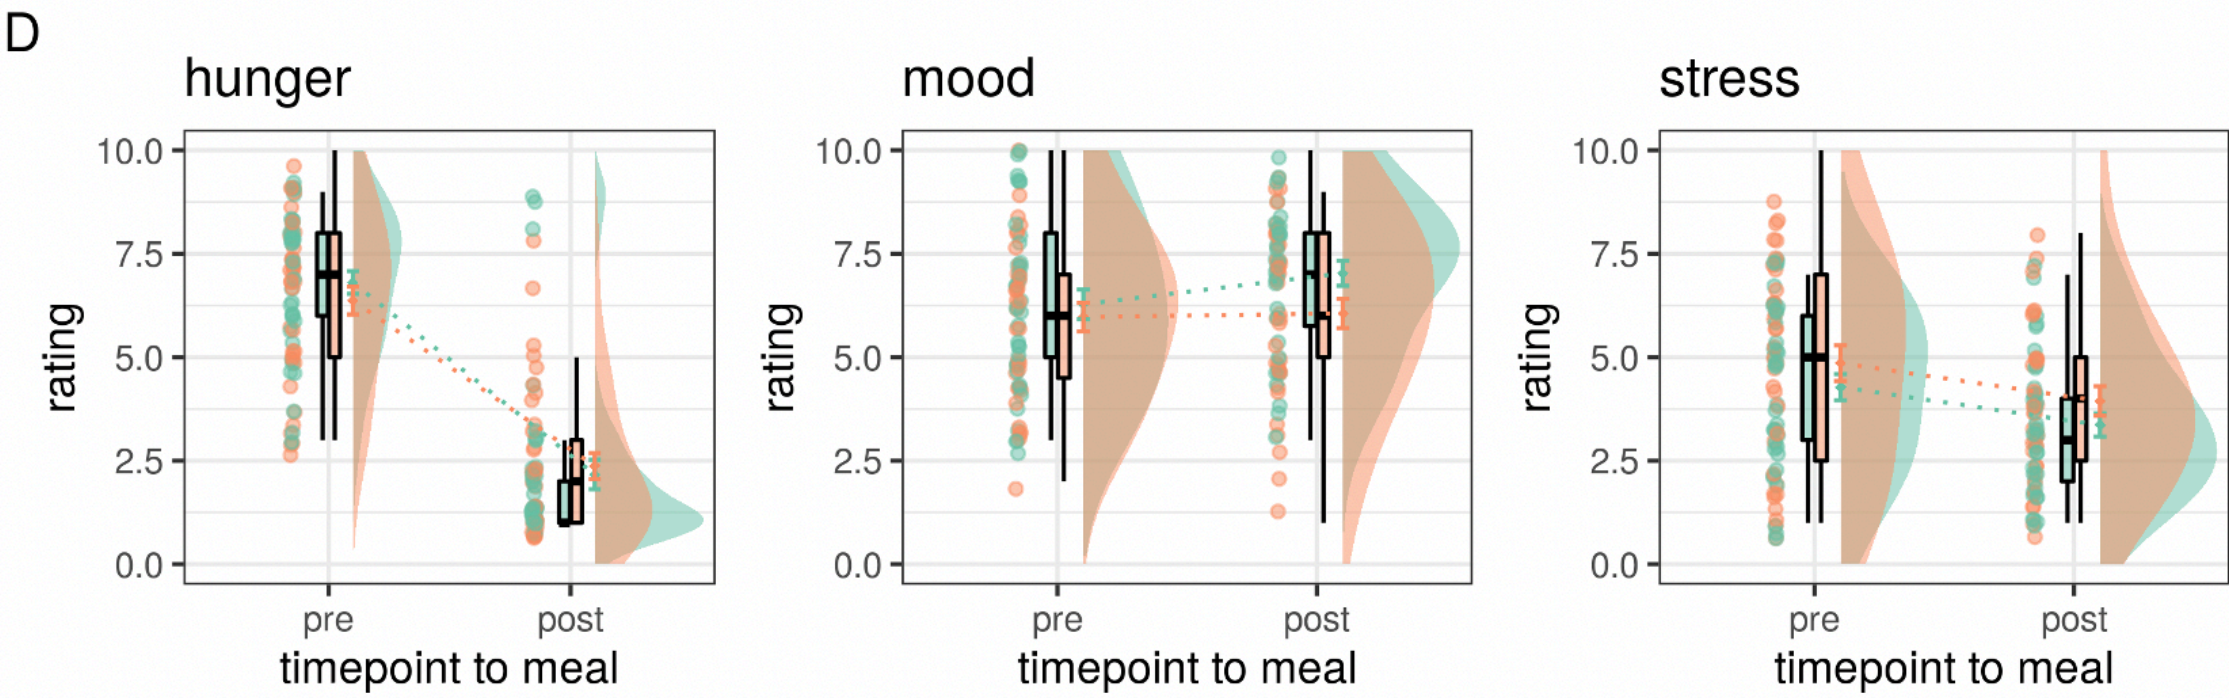 D
hunger
mood
stress
10.0
7.5
5.0
2.5
0.0
rating
pre
post
timepoint to meal
10.0
7.5
5.0
2.5
0.0
rating
pre
post
timepoint to meal
10.0
7.5
5.0
2.5
0.0
rating
pre
post
timepoint to meal